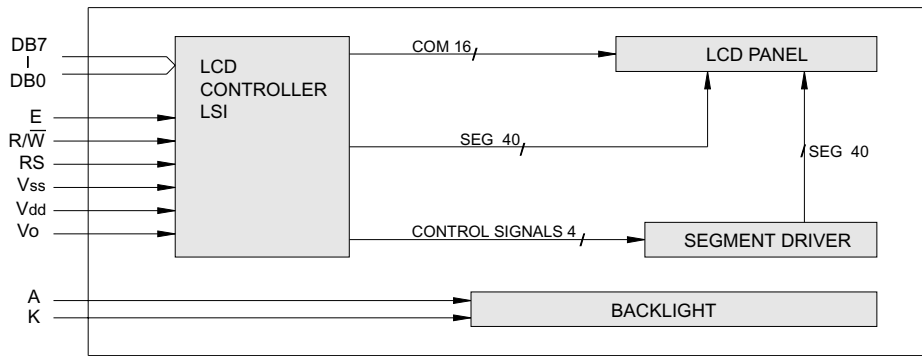 DB7
DB0
E
R/W̅
RS
Vss
Vdd
Vo
A
K
LCD
CONTROLLER
LSI
COM 16
LCD PANEL
SEG 40
SEG 40
CONTROL SIGNALS 4
SEGMENT DRIVER
BACKLIGHT